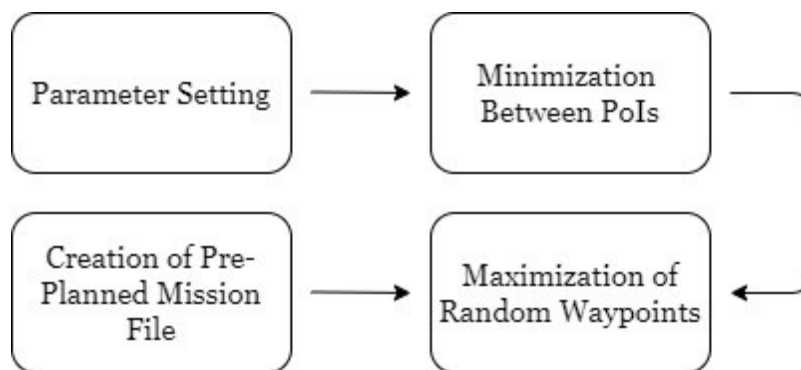 Parameter Setting
Minimization
Between PoIs
Creation of Pre-
Planned Mission
File
Maximization of
Random Waypoints